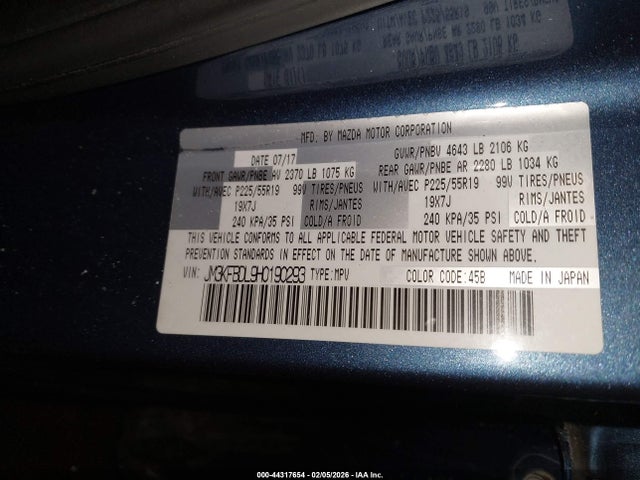 MFD. BY MAZDA MOTOR CORPORATION
DATE 07/17 GVWR/PNBV 4643 LB 2106 KG
FRONT GAWR/PNBE AV 2370 LB 1075 KG REAR GAWR/PNBE AR 2280 LB 1034 KG
WITH/AVEC P225/55R19 99V TIRES/PNEUS WITH/AVEC P225/55R19 99V TIRES/PNEUS
19X7J RIMS/JANTES 19X7J RIMS/JANTES
240 KPA/35 PSI COLD/A FROID 240 KPA/35 PSI COLD/A FROID
THIS VEHICLE CONFORMS TO ALL APPLICABLE FEDERAL MOTOR VEHICLE SAFETY, BUMPER, AND THEFT
PREVENTION STANDARDS IN EFFECT ON THE DATE OF MANUFACTURE SHOWN ABOVE.
VIN: JM3KFBDL9H0190293 TYPE:MPV COLOR CODE:45B MADE IN JAPAN
000-44317654 - 02/05/2026 - IAA Inc.